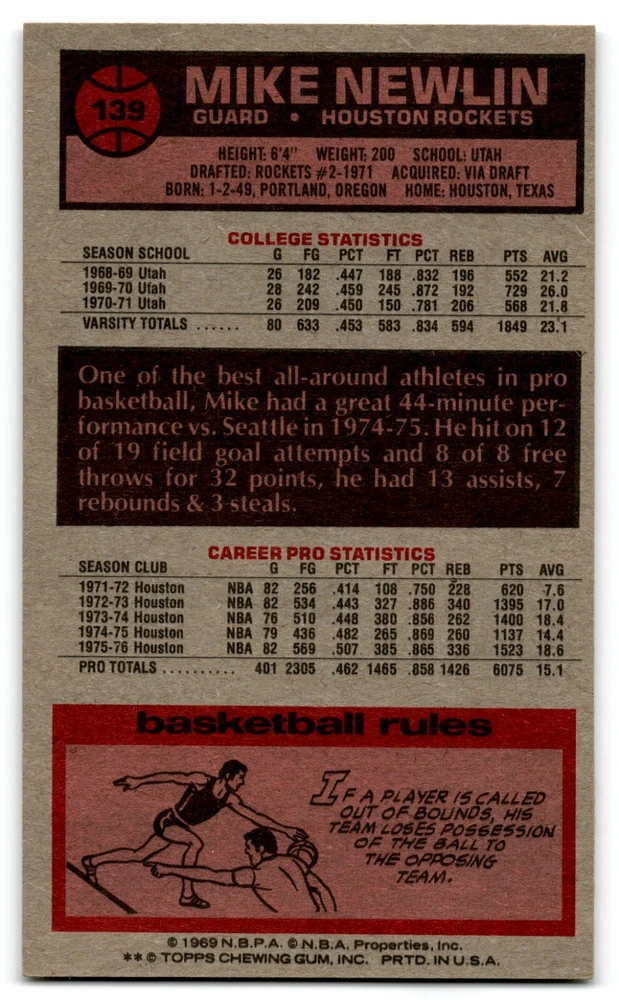 139
MIKE NEWLIN
GUARD • HOUSTON ROCKETS
HEIGHT: 6'4" WEIGHT: 200 SCHOOL: UTAH
DRAFTED: ROCKETS #2-1971 ACQUIRED: VIA DRAFT
BORN: 1-2-49, PORTLAND, OREGON HOME: HOUSTON, TEXAS
COLLEGE STATISTICS
SEASON SCHOOL G FG PCT FT PCT REB PTS AVG
1968-69 Utah 26 182 .447 188 .832 196 552 21.2
1969-70 Utah 28 242 .459 245 .872 192 729 26.0
1970-71 Utah 26 209 .450 150 .781 206 568 21.8
VARSITY TOTALS ...... 80 633 .453 583 .834 594 1849 23.1
One of the best all-around athletes in pro
basketball, Mike had a great 44-minute per-
formance vs. Seattle in 1974-75. He hit on 12
of 19 field goal attempts and 8 of 8 free
throws for 32 points, he had 13 assists, 7
rebounds & 3 steals.
CAREER PRO STATISTICS
SEASON CLUB G FG PCT FT PCT REB PTS AVG
1971-72 Houston NBA 82 256 .414 108 .750 228 620 7.6
1972-73 Houston NBA 82 534 .443 327 .886 340 1395 17.0
1973-74 Houston NBA 76 510 .448 380 .856 262 1400 18.4
1974-75 Houston NBA 79 436 .482 265 .869 260 1137 14.4
1975-76 Houston NBA 82 569 .507 385 .865 336 1523 18.6
PRO TOTALS .......... 401 2305 .462 1465 .858 1426 6075 15.1
basketball rules
IF A PLAYER IS CALLED
OUT OF BOUNDS, HIS
TEAM LOSES POSSESSION
OF THE BALL TO
THE OPPOSING
TEAM.
© 1969 N.B.P.A. © N.B.A. Properties, Inc.
** © TOPPS CHEWING GUM, INC. PRTD. IN U.S.A.